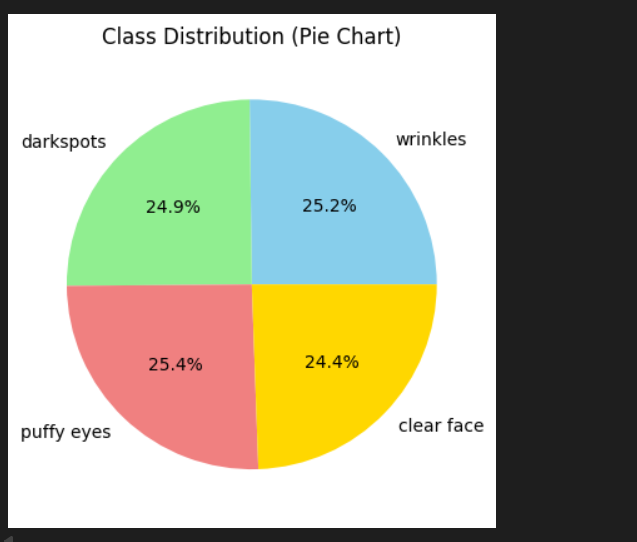 Class Distribution (Pie Chart)
darkspots
wrinkles
24.9%
25.2%
25.4%
24.4%
puffy eyes
clear face